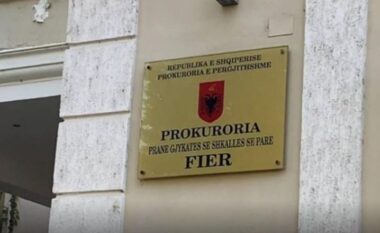 REPUBLIKA E SHQIPERISE
PROKURORIA E PERGJITHSHME
PROKURORIA
PRANE GJYKATES SE SHKALLES SE PARE
FIER